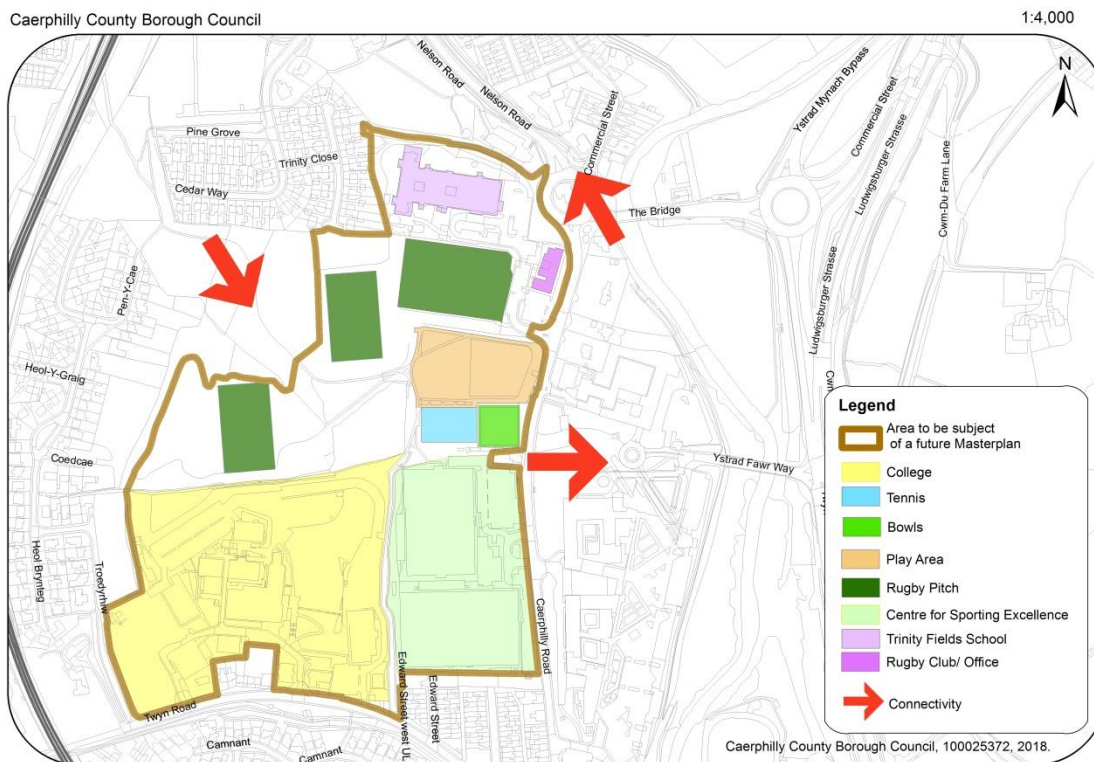 Caerphilly County Borough Council
1:4,000
N
Nelson Road
Nelson Road
Commercial Street
Ystrad Mynach Bypass
Commercial Street
Ludwigsburger Strasse
Ludwigsburger Strasse
Cwm-Du Farm Lane
Pine Grove
Trinity Close
Cedar Way
The Bridge
Pen-Y-Cae
Ludwigsburger Strasse
Heol-Y-Graig
Coedcae
Ystrad Fawr Way
Heol Brynteg
Troedyrhiw
Caerphilly Road
Edward Street west UL
Edward Street
Twyn Road
Camnant
Camnant
Legend
Area to be subject
of a future Masterplan
College
Tennis
Bowls
Play Area
Rugby Pitch
Centre for Sporting Excellence
Trinity Fields School
Rugby Club/ Office
Connectivity
Caerphilly County Borough Council, 100025372, 2018.